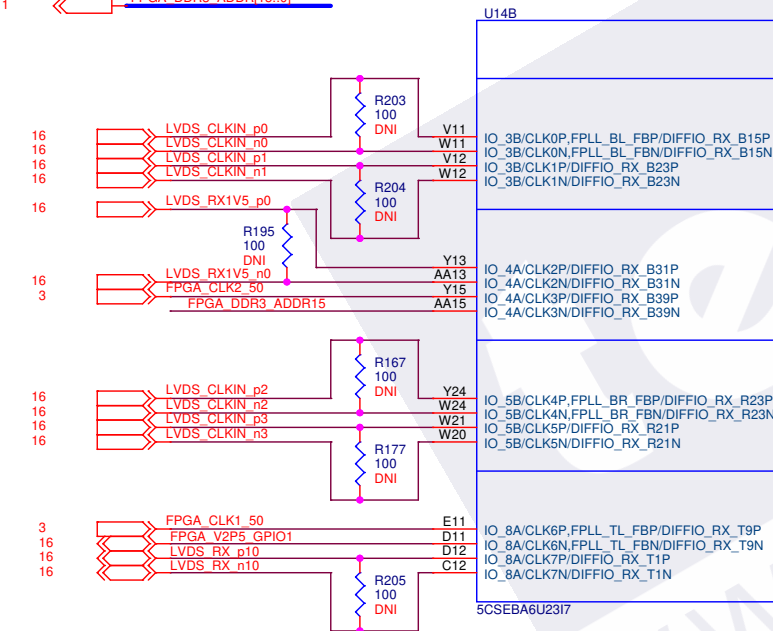 1 FPGA_DDR3_ADDR[15..0]
U14B
R203
100
DNI
16 LVDS_CLKIN_p0 V11 IO_3B/CLK0P,FPLL_BL_FBP/DIFFIO_RX_B15P
16 LVDS_CLKIN_n0 W11 IO_3B/CLK0N,FPLL_BL_FBN/DIFFIO_RX_B15N
16 LVDS_CLKIN_p1 V12 IO_3B/CLK1P/DIFFIO_RX_B23P
16 LVDS_CLKIN_n1 W12 IO_3B/CLK1N/DIFFIO_RX_B23N
R204
100
DNI
16 LVDS_RX1V5_p0 Y13 IO_4A/CLK2P/DIFFIO_RX_B31P
R195
100
DNI
16 LVDS_RX1V5_n0 AA13 IO_4A/CLK2N/DIFFIO_RX_B31N
3 FPGA_CLK2_50 Y15 IO_4A/CLK3P/DIFFIO_RX_B39P
FPGA_DDR3_ADDR15 AA15 IO_4A/CLK3N/DIFFIO_RX_B39N
R167
100
DNI
16 LVDS_CLKIN_p2 Y24 IO_5B/CLK4P,FPLL_BR_FBP/DIFFIO_RX_R23P
16 LVDS_CLKIN_n2 W24 IO_5B/CLK4N,FPLL_BR_FBN/DIFFIO_RX_R23N
16 LVDS_CLKIN_p3 W21 IO_5B/CLK5P/DIFFIO_RX_R21P
16 LVDS_CLKIN_n3 W20 IO_5B/CLK5N/DIFFIO_RX_R21N
R177
100
DNI
3 FPGA_CLK1_50 E11 IO_8A/CLK6P,FPLL_TL_FBP/DIFFIO_RX_T9P
16 FPGA_V2P5_GPIO1 D11 IO_8A/CLK6N,FPLL_TL_FBN/DIFFIO_RX_T9N
16 LVDS_RX_p10 D12 IO_8A/CLK7P/DIFFIO_RX_T1P
16 LVDS_RX_n10 C12 IO_8A/CLK7N/DIFFIO_RX_T1N
R205
100
DNI
5CSEBA6U23I7